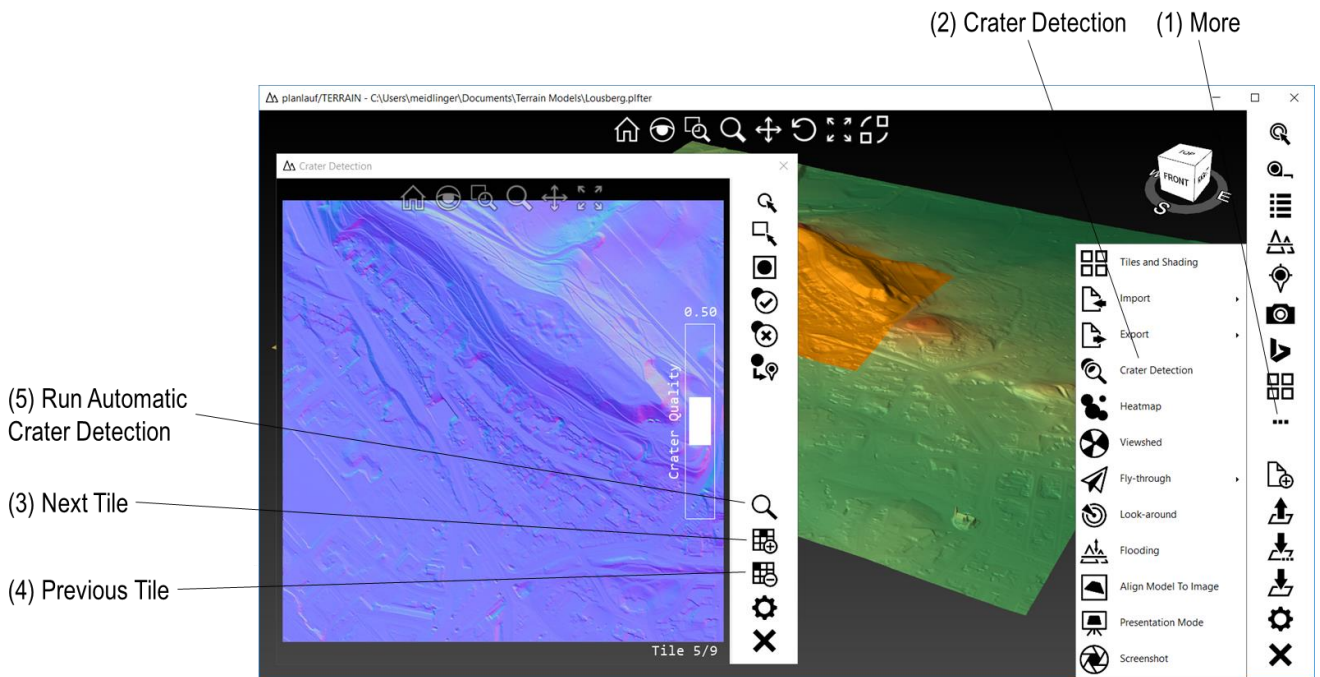 (2) Crater Detection
(1) More
planlauf/TERRAIN - C:\Users\meidlinger\Documents\Terrain Models\Lousberg.plfter
Crater Detection
TOP
FRONT
S
E
0.50
Crater Quality
Tiles and Shading
Import
Export
Crater Detection
Heatmap
Viewshed
Fly-through
Look-around
Flooding
Align Model To Image
Presentation Mode
Screenshot
(5) Run Automatic
Crater Detection
(3) Next Tile
(4) Previous Tile
Tile 5/9